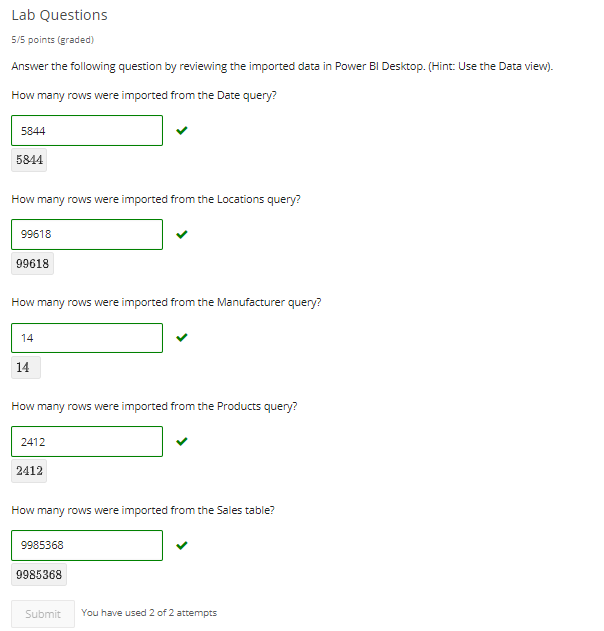 Lab Questions
5/5 points (graded)
Answer the following question by reviewing the imported data in Power BI Desktop. (Hint: Use the Data view).
How many rows were imported from the Date query?
5844
5844
How many rows were imported from the Locations query?
99618
99618
How many rows were imported from the Manufacturer query?
14
14
How many rows were imported from the Products query?
2412
2412
How many rows were imported from the Sales table?
9985368
9985368
Submit You have used 2 of 2 attempts